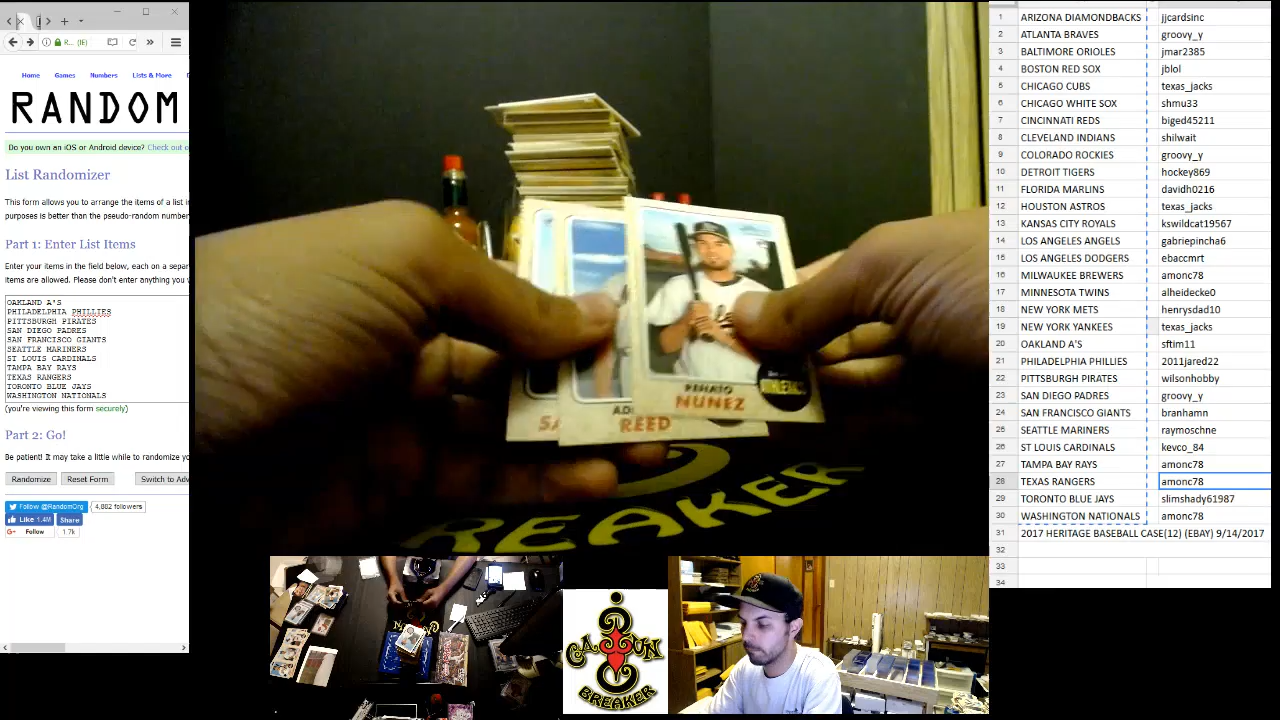 R... (IE)
Home Games Numbers Lists & More
RANDOM
Do you own an iOS or Android device? Check out o
List Randomizer
This form allows you to arrange the items of a list in
purposes is better than the pseudo-random number
Part 1: Enter List Items
Enter your items in the field below, each on a separ
items are allowed. Please don't enter anything you w
OAKLAND A'S
PHILADELPHIA PHILLIES
PITTSBURGH PIRATES
SAN DIEGO PADRES
SAN FRANCISCO GIANTS
SEATTLE MARINERS
ST LOUIS CARDINALS
TAMPA BAY RAYS
TEXAS RANGERS
TORONTO BLUE JAYS
WASHINGTON NATIONALS
(you're viewing this form securely)
Part 2: Go!
Be patient! It may take a little while to randomize yo
Randomize Reset Form Switch to Adv
Follow @RandomOrg 4,882 followers
Like 1.4M Share
G+ Follow 1.7k
RENATO
NUNEZ
REED
REAKER
CAJUN
BREAKER
1 ARIZONA DIAMONDBACKS jjcardsinc
2 ATLANTA BRAVES groovy_y
3 BALTIMORE ORIOLES jmar2385
4 BOSTON RED SOX jblol
5 CHICAGO CUBS texas_jacks
6 CHICAGO WHITE SOX shmu33
7 CINCINNATI REDS biged45211
8 CLEVELAND INDIANS shilwait
9 COLORADO ROCKIES groovy_y
10 DETROIT TIGERS hockey869
11 FLORIDA MARLINS davidh0216
12 HOUSTON ASTROS texas_jacks
13 KANSAS CITY ROYALS kswildcat19567
14 LOS ANGELES ANGELS gabriepincha6
15 LOS ANGELES DODGERS ebaccmrt
16 MILWAUKEE BREWERS amonc78
17 MINNESOTA TWINS alheidecke0
18 NEW YORK METS henrysdad10
19 NEW YORK YANKEES texas_jacks
20 OAKLAND A'S sftim11
21 PHILADELPHIA PHILLIES 2011jared22
22 PITTSBURGH PIRATES wilsonhobby
23 SAN DIEGO PADRES groovy_y
24 SAN FRANCISCO GIANTS branhamn
25 SEATTLE MARINERS raymoschne
26 ST LOUIS CARDINALS kevco_84
27 TAMPA BAY RAYS amonc78
28 TEXAS RANGERS amonc78
29 TORONTO BLUE JAYS slimshady61987
30 WASHINGTON NATIONALS amonc78
31 2017 HERITAGE BASEBALL CASE(12) (EBAY) 9/14/2017
32
33
34